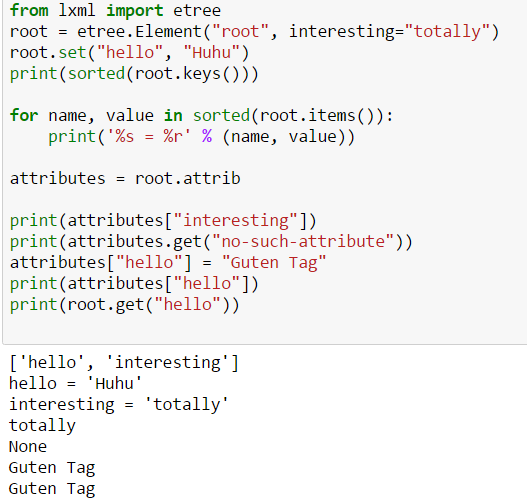 from lxml import etree
root = etree.Element("root", interesting="totally")
root.set("hello", "Huhu")
print(sorted(root.keys()))

for name, value in sorted(root.items()):
    print('%s = %r' % (name, value))

attributes = root.attrib

print(attributes["interesting"])
print(attributes.get("no-such-attribute"))
attributes["hello"] = "Guten Tag"
print(attributes["hello"])
print(root.get("hello"))

['hello', 'interesting']
hello = 'Huhu'
interesting = 'totally'
totally
None
Guten Tag
Guten Tag